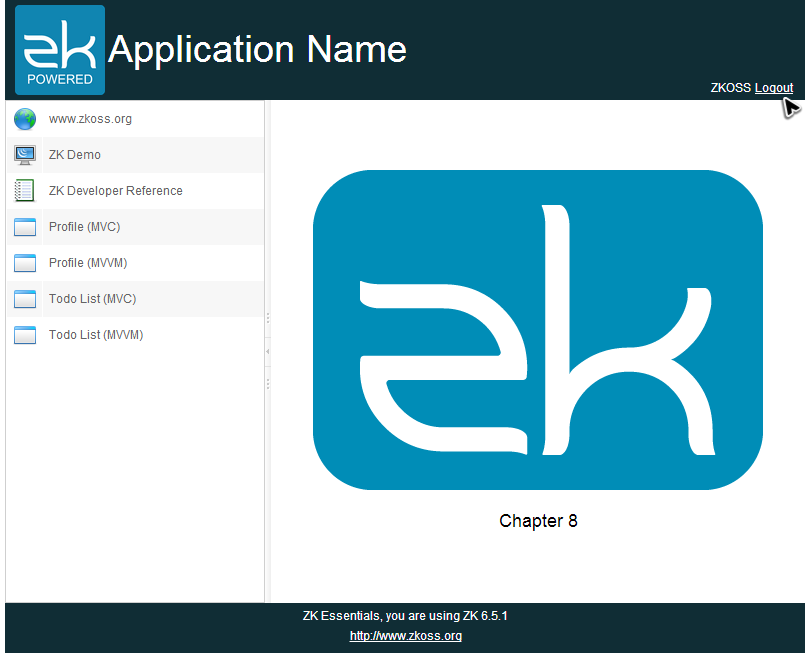 zk
POWERED
Application Name
ZKOSS Logout
www.zkoss.org
ZK Demo
ZK Developer Reference
Profile (MVC)
Profile (MVVM)
Todo List (MVC)
Todo List (MVVM)
zk
Chapter 8
ZK Essentials, you are using ZK 6.5.1
http://www.zkoss.org